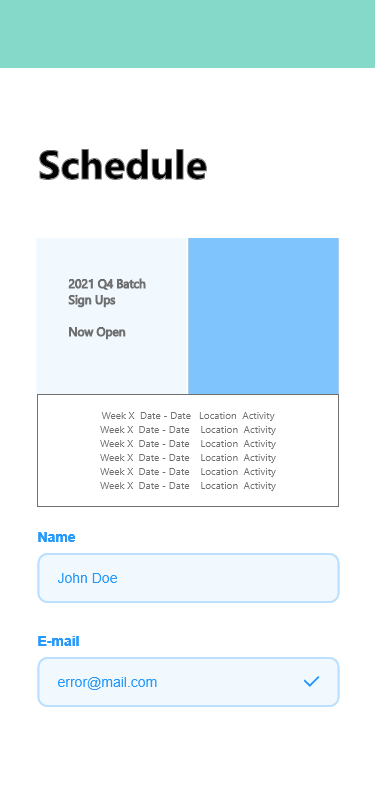 Schedule
2021 Q4 Batch
Sign Ups
Now Open
Week X Date - Date Location Activity
Week X Date - Date Location Activity
Week X Date - Date Location Activity
Week X Date - Date Location Activity
Week X Date - Date Location Activity
Week X Date - Date Location Activity
Name
John Doe
E-mail
error@mail.com